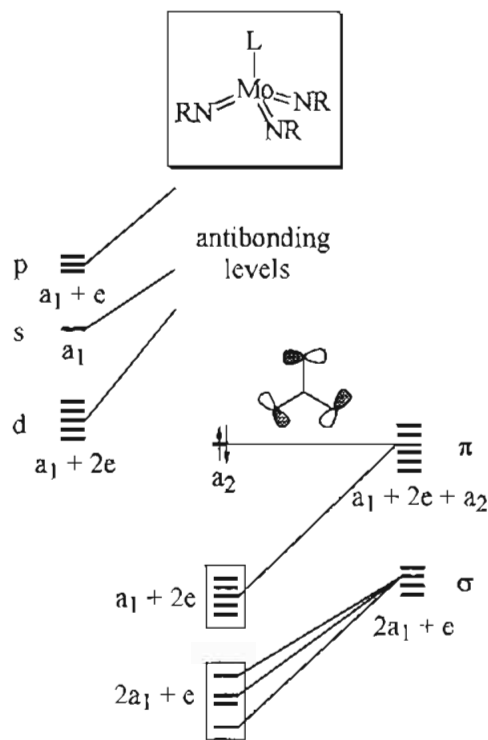 L
Mo
RN
NR
NR
antibonding
levels
p
a₁ + e
s
a₁
d
a₁ + 2e
a₂
π
a₁ + 2e + a₂
a₁ + 2e
σ
2a₁ + e
2a₁ + e